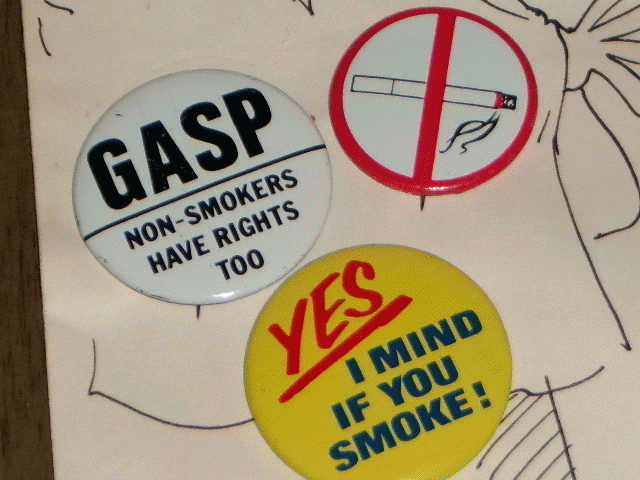 GASP
NON-SMOKERS
HAVE RIGHTS
TOO
YES
I MIND
IF YOU
SMOKE!